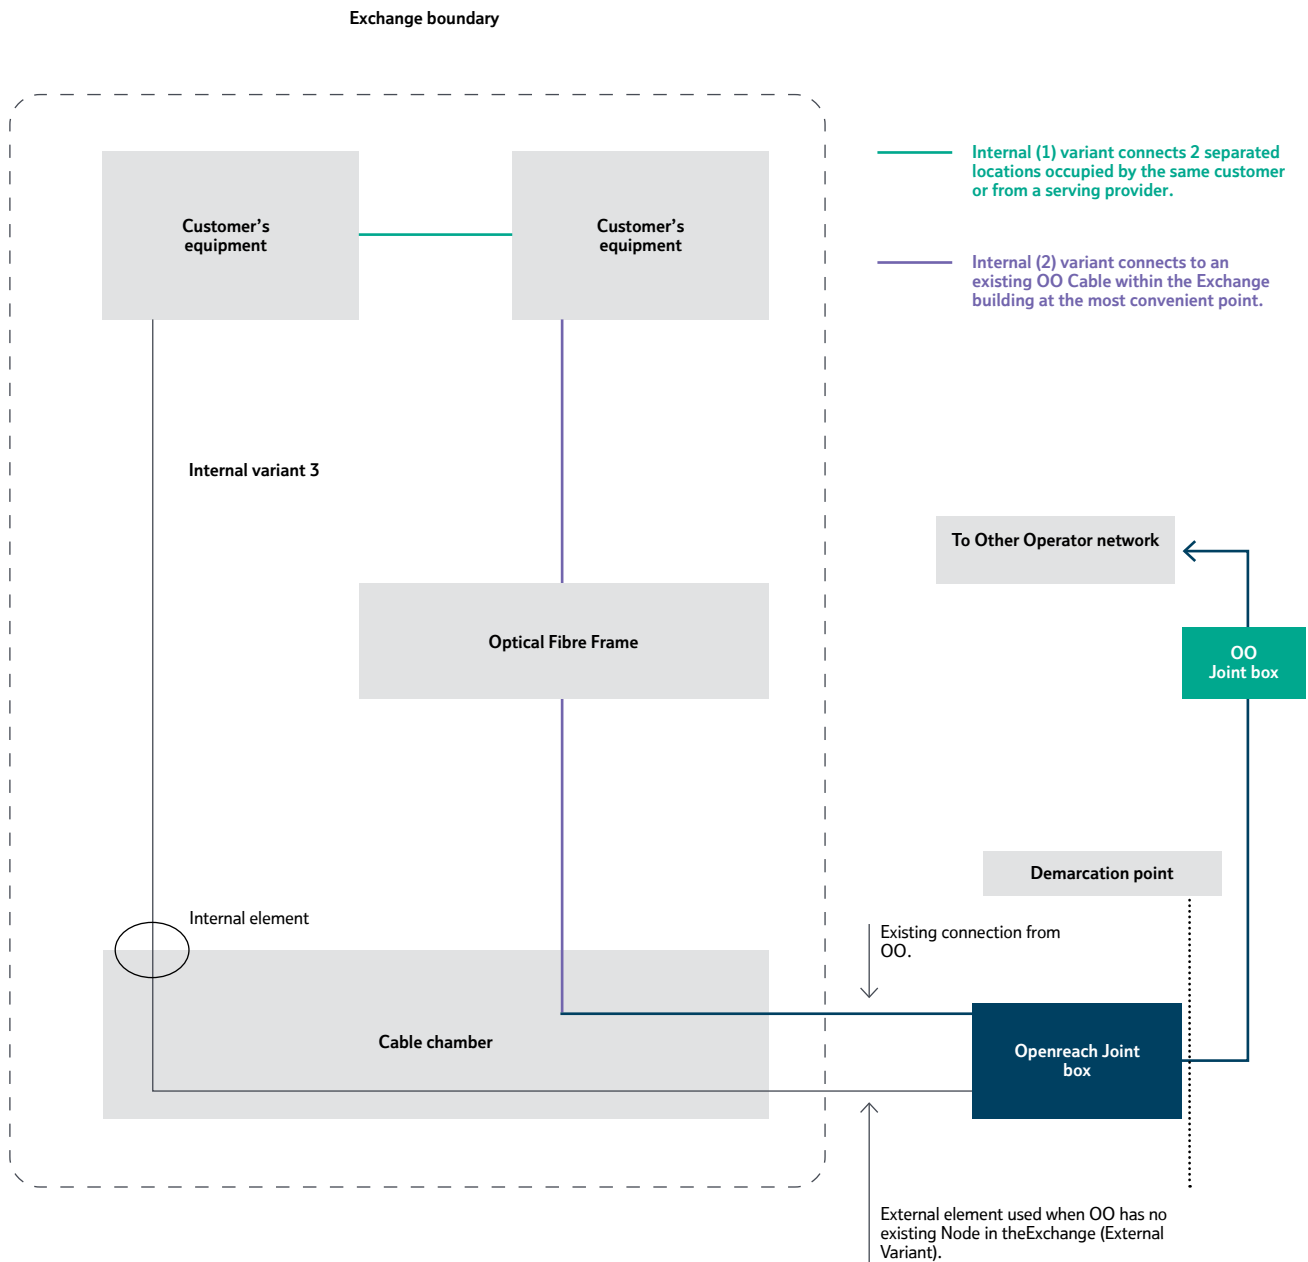 Exchange boundary
Customer’s
equipment
Customer’s
equipment
Internal (1) variant connects 2 separated
locations occupied by the same customer
or from a serving provider.
Internal (2) variant connects to an
existing OO Cable within the Exchange
building at the most convenient point.
Internal variant 3
To Other Operator network
Optical Fibre Frame
OO
Joint box
Demarcation point
Internal element
Existing connection from
OO.
Cable chamber
Openreach Joint
box
External element used when OO has no
existing Node in theExchange (External
Variant).